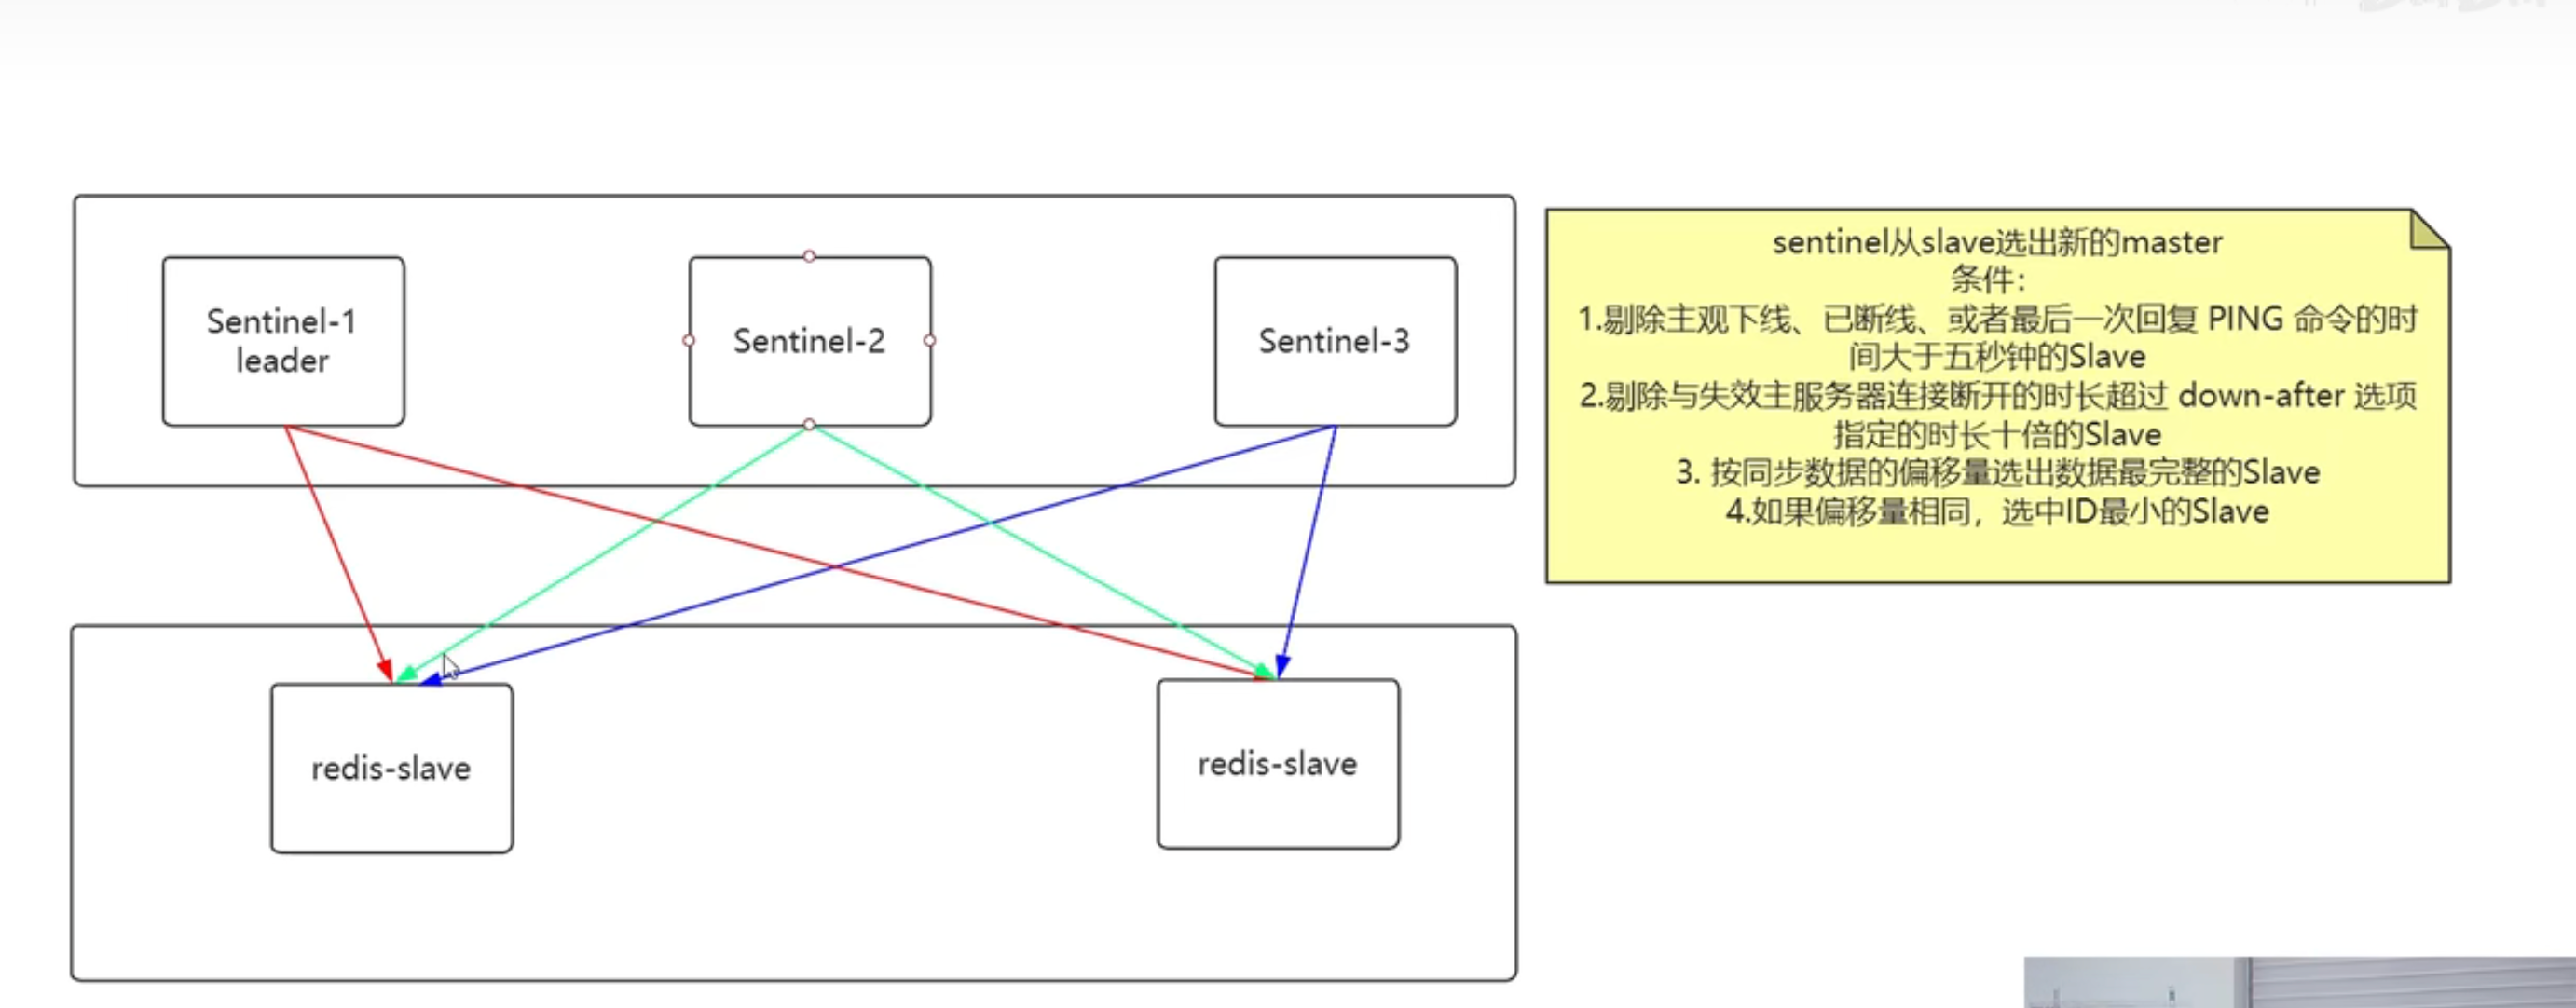 Sentinel-1
leader
Sentinel-2
Sentinel-3
redis-slave
redis-slave
sentinel从slave选出新的master
条件：
1.剔除主观下线、已断线、或者最后一次回复 PING 命令的时
间大于五秒钟的Slave
2.剔除与失效主服务器连接断开的时长超过 down-after 选项
指定的时长十倍的Slave
3. 按同步数据的偏移量选出数据最完整的Slave
4.如果偏移量相同，选中ID最小的Slave